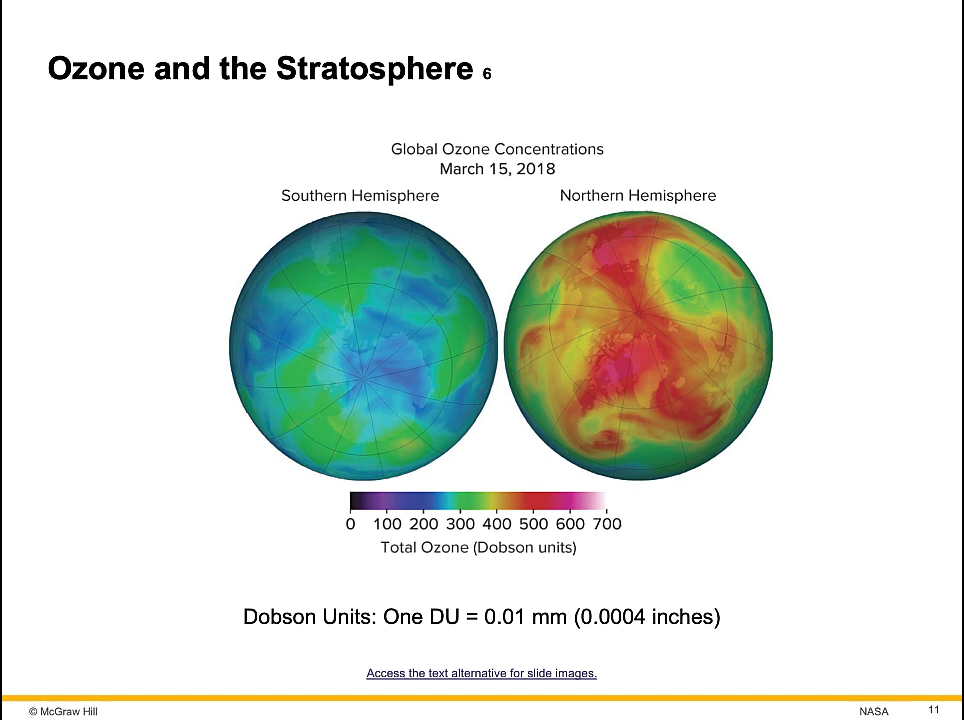 Ozone and the Stratosphere 6
Global Ozone Concentrations
March 15, 2018
Southern Hemisphere
Northern Hemisphere
0 100 200 300 400 500 600 700
Total Ozone (Dobson units)
Dobson Units: One DU = 0.01 mm (0.0004 inches)
Access the text alternative for slide images.
© McGraw Hill
NASA
11